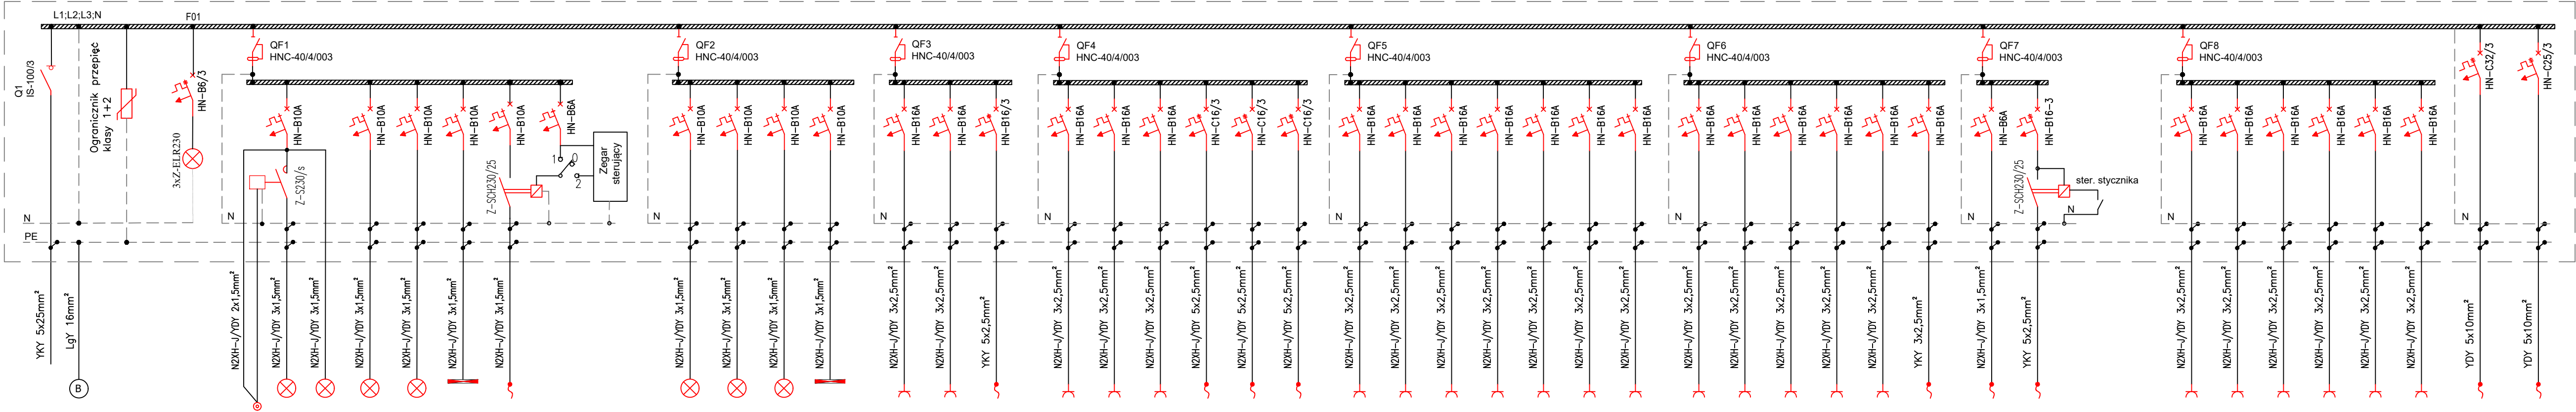 L1;L2;L3;N
F01
Q1
IS-100/3
Ogranicznik przepięć
klasy 1+2
HN-B6/3
3xZ-ELR230
N
PE
YKY 5x25mm²
LgY 16mm²
B
QF1
HNC-40/4/003
HN-B10A
HN-B10A
HN-B10A
HN-B10A
HN-B10A
HN-B6A
Z-S230/s
Z-SCH230/25
1
0
2
Zegar
sterujący
N
N2XH-J/YDY 2x1,5mm²
N2XH-J/YDY 3x1,5mm²
N2XH-J/YDY 3x1,5mm²
N2XH-J/YDY 3x1,5mm²
N2XH-J/YDY 3x1,5mm²
N2XH-J/YDY 3x1,5mm²
N2XH-J/YDY 3x1,5mm²
QF2
HNC-40/4/003
HN-B10A
HN-B10A
HN-B10A
HN-B10A
N
N2XH-J/YDY 3x1,5mm²
N2XH-J/YDY 3x1,5mm²
N2XH-J/YDY 3x1,5mm²
N2XH-J/YDY 3x1,5mm²
QF3
HNC-40/4/003
HN-B16A
HN-B16A
HN-B16/3
N
N2XH-J/YDY 3x2,5mm²
N2XH-J/YDY 3x2,5mm²
YKY 5x2,5mm²
QF4
HNC-40/4/003
HN-B16A
HN-B16A
HN-B16A
HN-C16/3
HN-C16/3
HN-C16/3
N
N2XH-J/YDY 3x2,5mm²
N2XH-J/YDY 3x2,5mm²
N2XH-J/YDY 3x2,5mm²
N2XH-J/YDY 5x2,5mm²
N2XH-J/YDY 5x2,5mm²
N2XH-J/YDY 5x2,5mm²
QF5
HNC-40/4/003
HN-B16A
HN-B16A
HN-B16A
HN-B16A
HN-B16A
HN-B16A
HN-B16A
N
N2XH-J/YDY 3x2,5mm²
N2XH-J/YDY 3x2,5mm²
N2XH-J/YDY 3x2,5mm²
N2XH-J/YDY 3x2,5mm²
N2XH-J/YDY 3x2,5mm²
N2XH-J/YDY 3x2,5mm²
N2XH-J/YDY 3x2,5mm²
QF6
HNC-40/4/003
HN-B16A
HN-B16A
HN-B16A
HN-B16A
HN-B16A
HN-B16A
N
N2XH-J/YDY 3x2,5mm²
N2XH-J/YDY 3x2,5mm²
N2XH-J/YDY 3x2,5mm²
N2XH-J/YDY 3x2,5mm²
N2XH-J/YDY 3x2,5mm²
YKY 3x2,5mm²
QF7
HNC-40/4/003
HN-B6A
HN-B16-3
Z-SCH230/25
ster. stycznika
N
N
N2XH-J/YDY 3x1,5mm²
YKY 5x2,5mm²
QF8
HNC-40/4/003
HN-B16A
HN-B16A
HN-B16A
HN-B16A
HN-B16A
HN-B16A
N
N2XH-J/YDY 3x2,5mm²
N2XH-J/YDY 3x2,5mm²
N2XH-J/YDY 3x2,5mm²
N2XH-J/YDY 3x2,5mm²
N2XH-J/YDY 3x2,5mm²
N2XH-J/YDY 3x2,5mm²
HN-C32/3
HN-C25/3
N
YDY 5x10mm²
YDY 5x10mm²